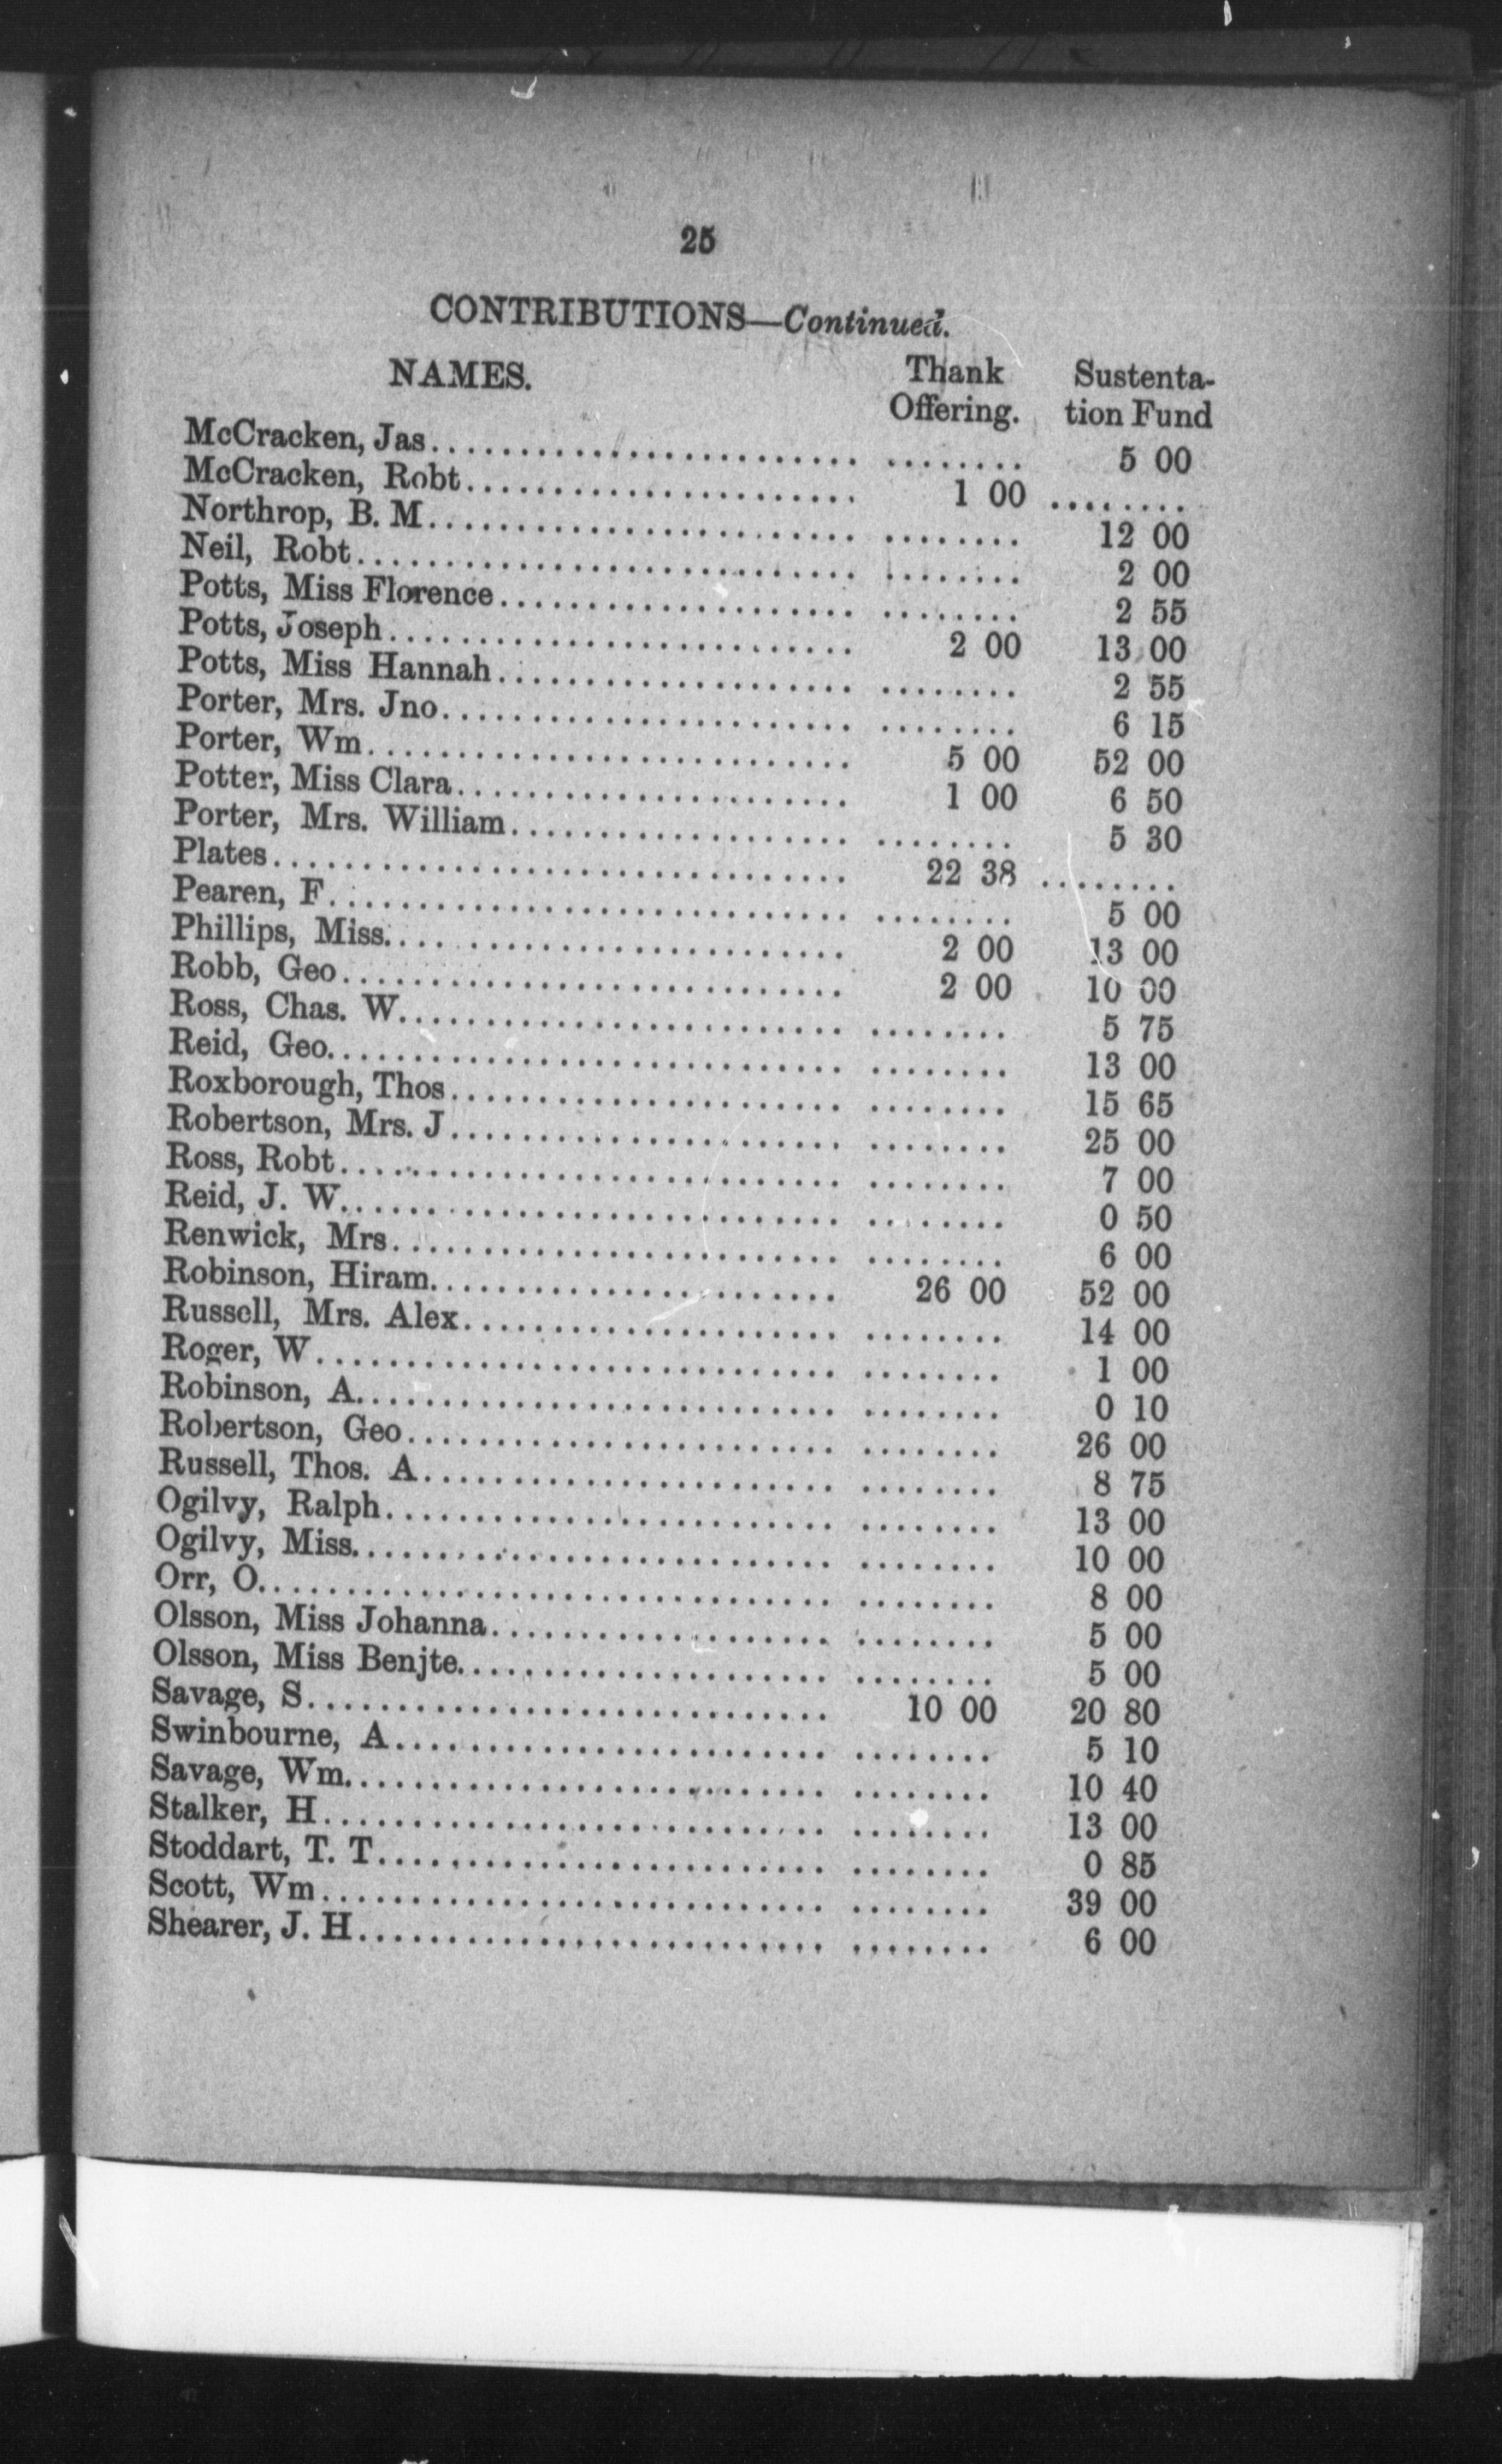 25
CONTRIBUTIONS—Continued.
NAMES. Thank Offering. Sustentation Fund
McCracken, Jas.......... ........ 5 00
McCracken, Robt.......... 1 00 ........
Northrop, B. M.......... ........ 12 00
Neil, Robt.......... ........ 2 00
Potts, Miss Florence.......... ........ 2 55
Potts, Joseph.......... 2 00 13 00
Potts, Miss Hannah.......... ........ 2 55
Porter, Mrs. Jno.......... ........ 6 15
Porter, Wm.......... 5 00 52 00
Potter, Miss Clara.......... 1 00 6 50
Porter, Mrs. William.......... ........ 5 30
Plates.......... 22 38 ........
Pearen, F.......... ........ 5 00
Phillips, Miss.......... 2 00 13 00
Robb, Geo.......... 2 00 10 00
Ross, Chas. W.......... ........ 5 75
Reid, Geo.......... ........ 13 00
Roxborough, Thos.......... ........ 15 65
Robertson, Mrs. J.......... ........ 25 00
Ross, Robt.......... ........ 7 00
Reid, J. W.......... ........ 0 50
Renwick, Mrs.......... ........ 6 00
Robinson, Hiram.......... 26 00 52 00
Russell, Mrs. Alex.......... ........ 14 00
Roger, W.......... ........ 1 00
Robinson, A.......... ........ 0 10
Robertson, Geo.......... ........ 26 00
Russell, Thos. A.......... ........ 8 75
Ogilvy, Ralph.......... ........ 13 00
Ogilvy, Miss.......... ........ 10 00
Orr, O.......... ........ 8 00
Olsson, Miss Johanna.......... ........ 5 00
Olsson, Miss Benjte.......... ........ 5 00
Savage, S.......... 10 00 20 80
Swinbourne, A.......... ........ 5 10
Savage, Wm.......... ........ 10 40
Stalker, H.......... ........ 13 00
Stoddart, T. T.......... ........ 0 85
Scott, Wm.......... ........ 39 00
Shearer, J. H.......... ........ 6 00